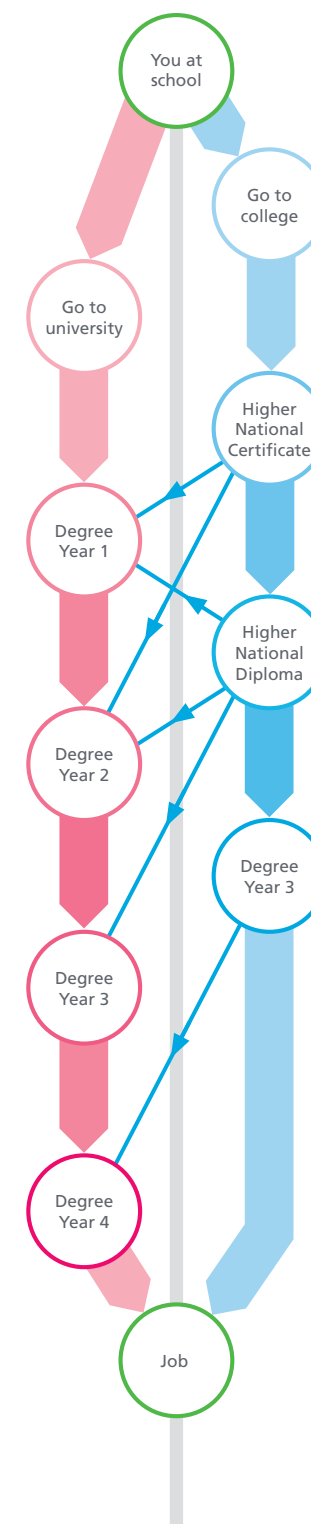 You at
school
Go to
college
Go to
university
Higher
National
Certificate
Degree
Year 1
Higher
National
Diploma
Degree
Year 2
Degree
Year 3
Degree
Year 3
Degree
Year 4
Job